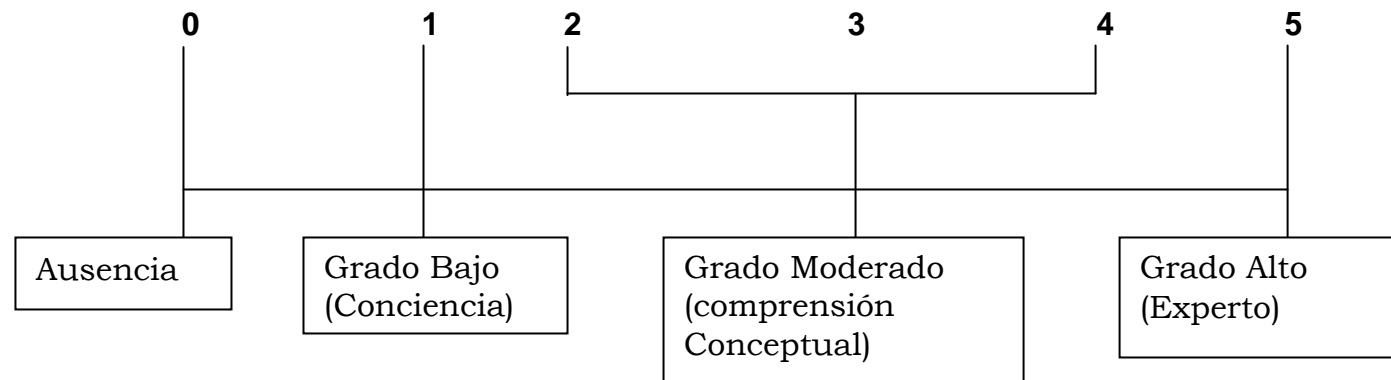 0 1 2 3 4 5
Ausencia
Grado Bajo
(Conciencia)
Grado Moderado
(comprensión
Conceptual)
Grado Alto
(Experto)